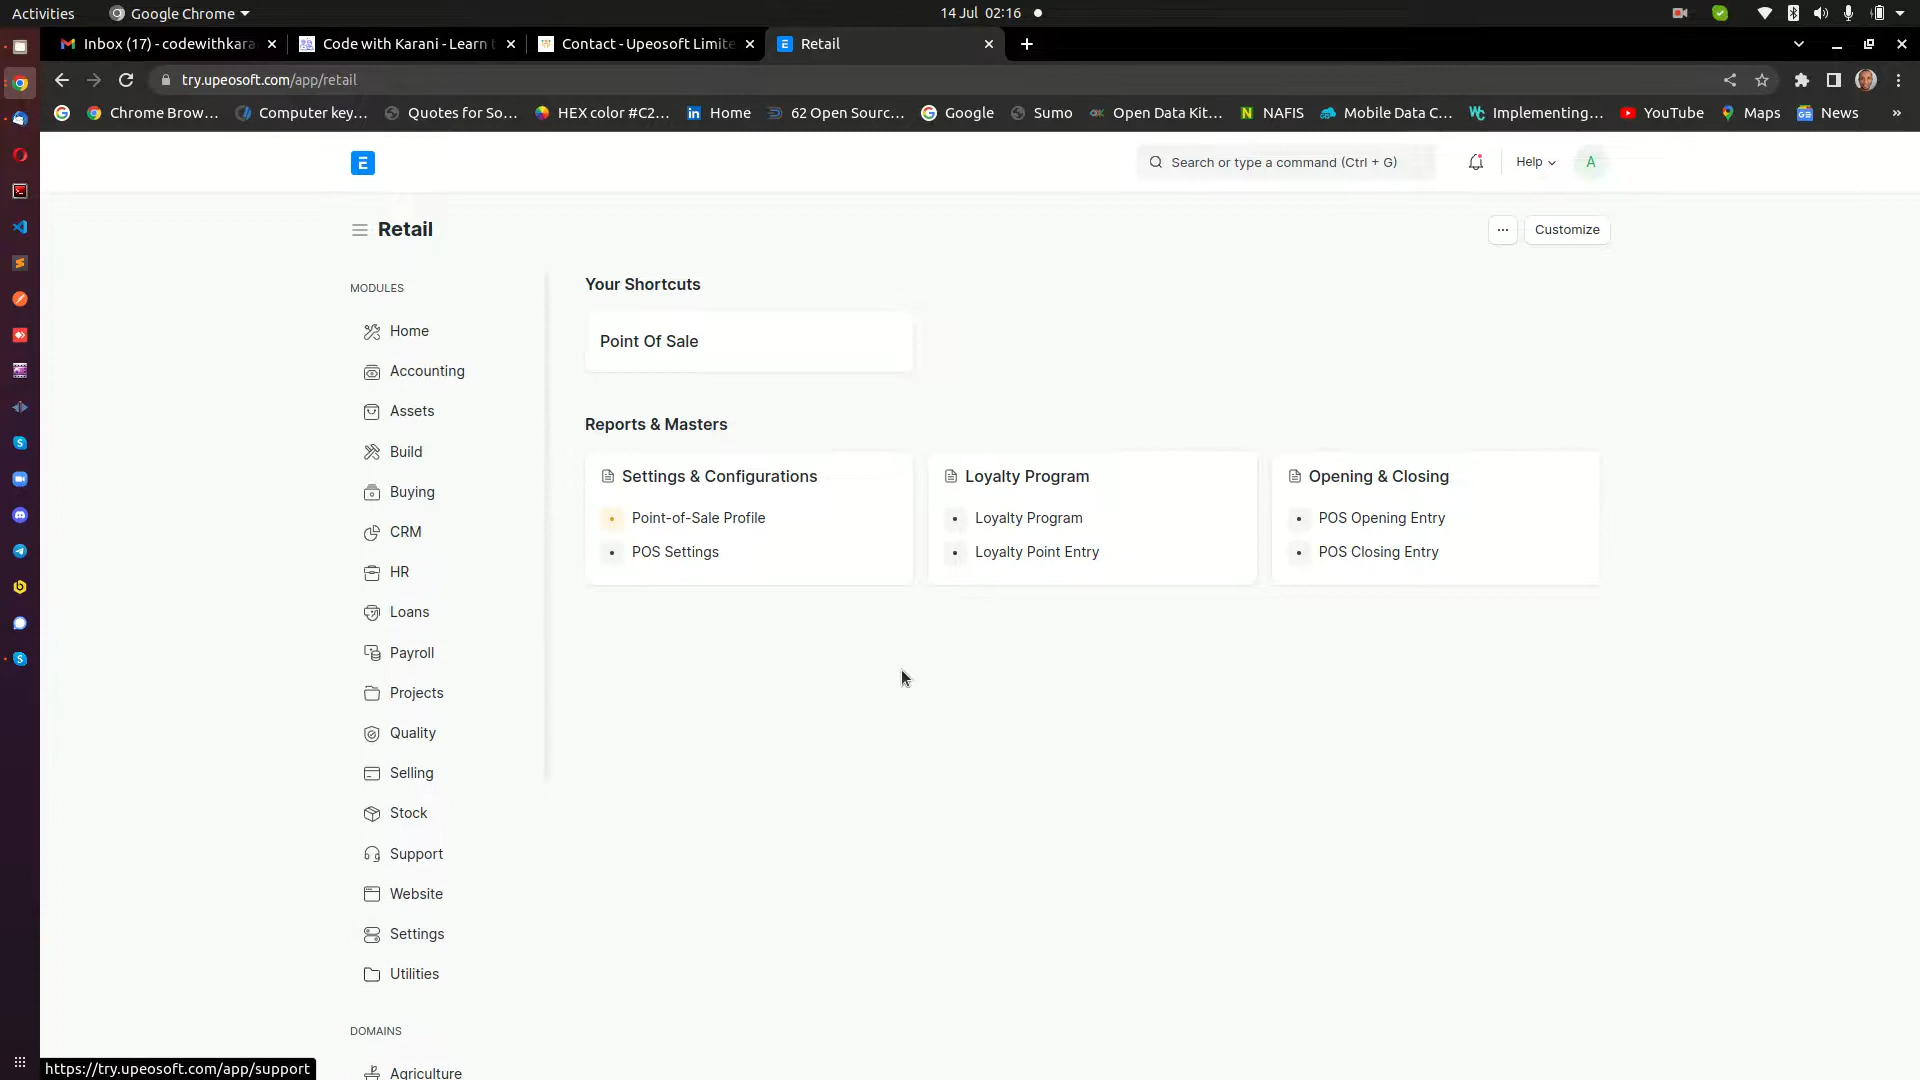 Activities
Google Chrome
14 Jul 02:16
Inbox (17) - codewithkara
Code with Karani - Learn t
Contact - Upeosoft Limite
Retail
try.upeosoft.com/app/retail
Chrome Brow...
Computer key...
Quotes for So...
HEX color #C2...
Home
62 Open Sourc...
Google
Sumo
Open Data Kit...
NAFIS
Mobile Data C...
Implementing...
YouTube
Maps
News
»
E
Search or type a command (Ctrl + G)
Help
A
Retail
···
Customize
MODULES
Home
Accounting
Assets
Build
Buying
CRM
HR
Loans
Payroll
Projects
Quality
Selling
Stock
Support
Website
Settings
Utilities
DOMAINS
Agriculture
Your Shortcuts
Point Of Sale
Reports & Masters
Settings & Configurations
Point-of-Sale Profile
POS Settings
Loyalty Program
Loyalty Program
Loyalty Point Entry
Opening & Closing
POS Opening Entry
POS Closing Entry
https://try.upeosoft.com/app/support